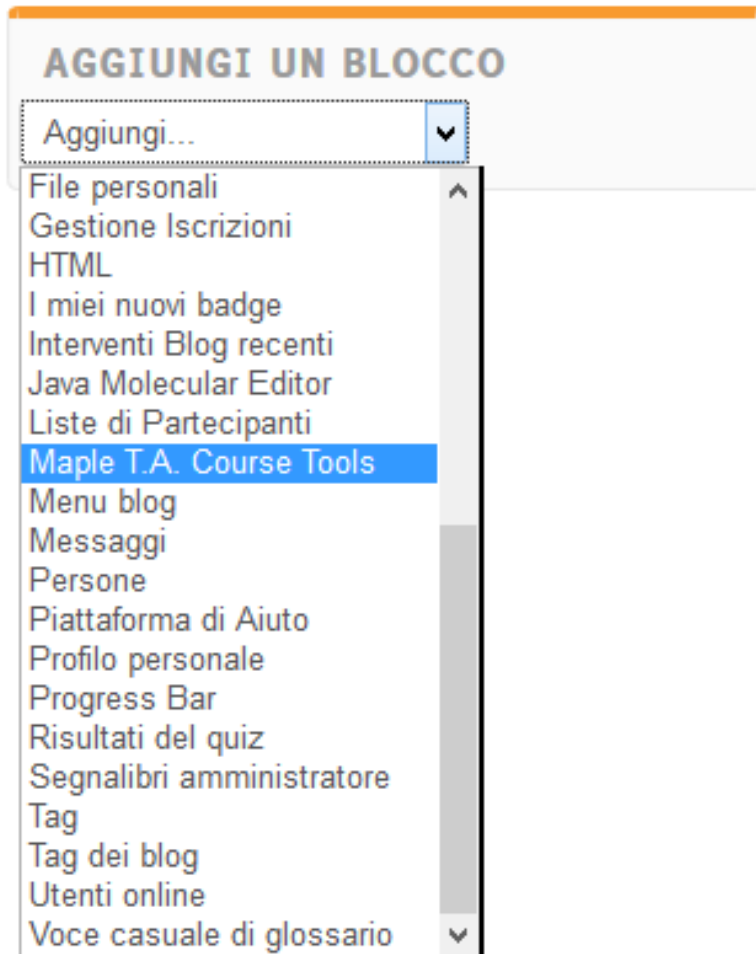 AGGIUNGI UN BLOCCO
Aggiungi...
File personali
Gestione Iscrizioni
HTML
I miei nuovi badge
Interventi Blog recenti
Java Molecular Editor
Liste di Partecipanti
Maple T.A. Course Tools
Menu blog
Messaggi
Persone
Piattaforma di Aiuto
Profilo personale
Progress Bar
Risultati del quiz
Segnalibri amministratore
Tag
Tag dei blog
Utenti online
Voce casuale di glossario